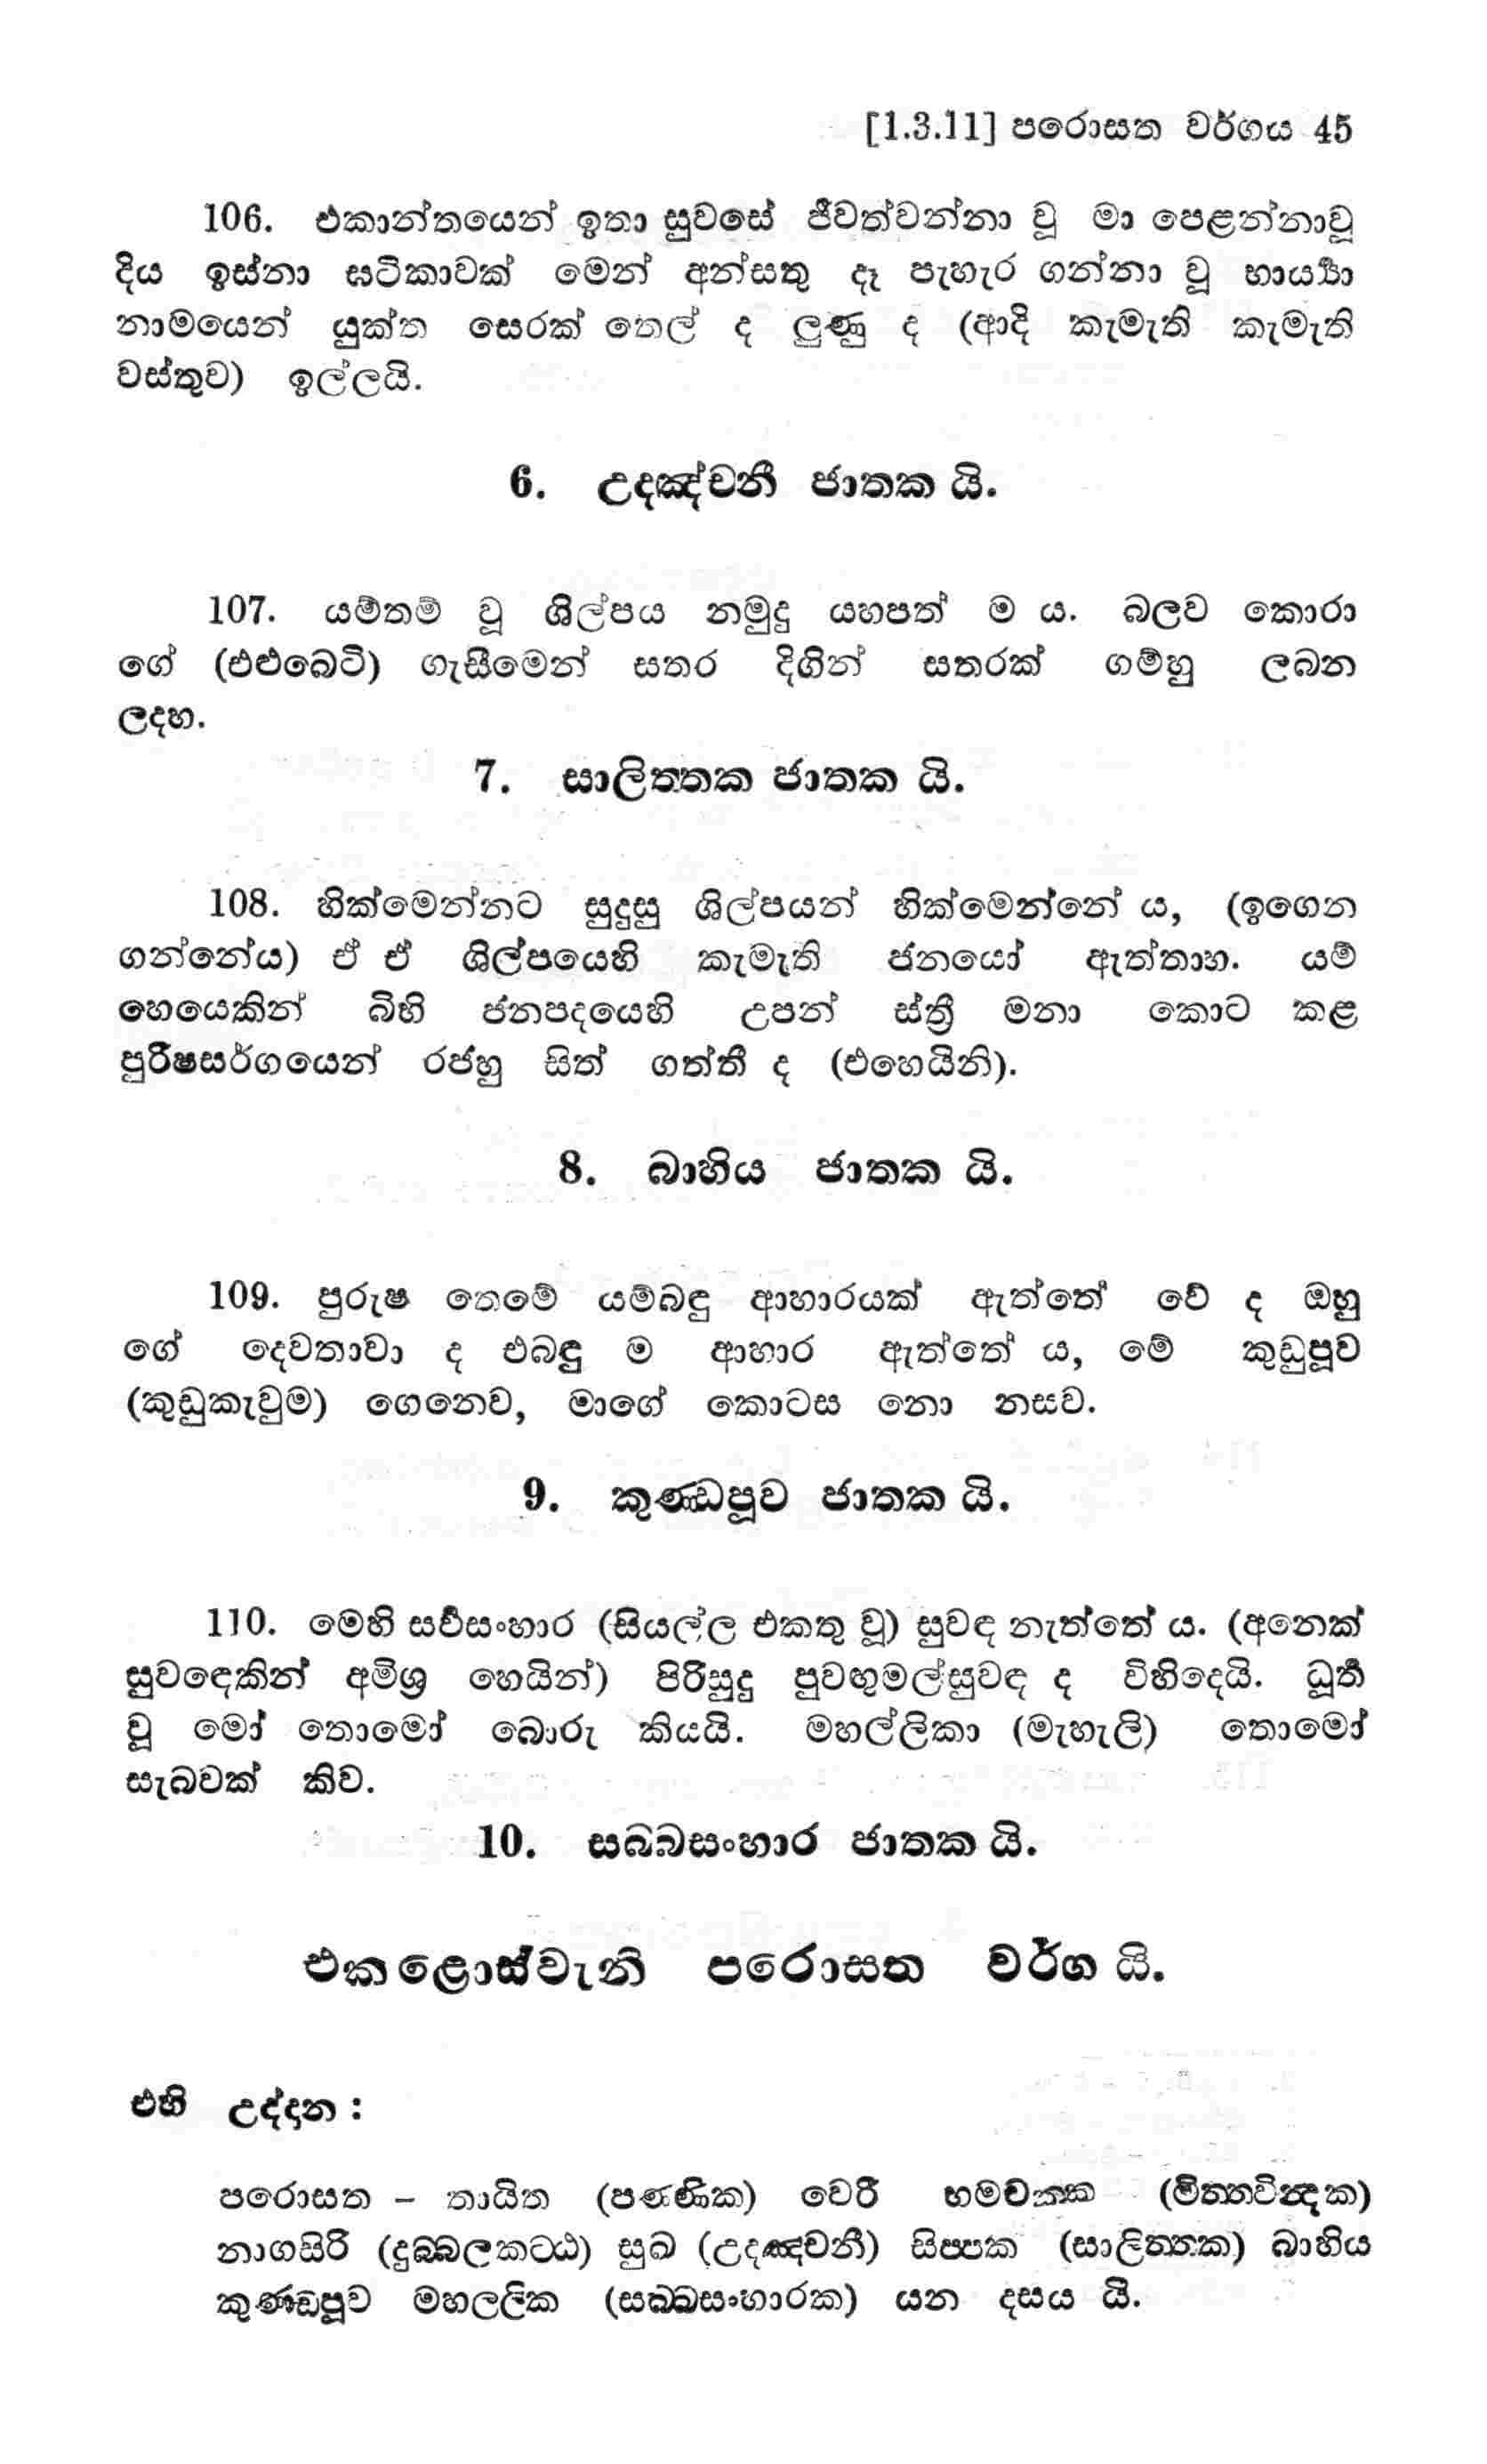 [1.3.11] පරොසත වර්ගය 45
106. එකාන්තයෙන් ඉතා සුවසේ ජීවත්වන්නා වූ මා පෙළන්නාවූ
දිය ඉස්නා ඝටිකාවක් මෙන් අන්සතු දෑ පැහැර ගන්නා වූ භාර්‍ය්‍යා
නාමයෙන් යුක්ත සෙරක් තෙල් ද ලුණු ද (ආදි කැමැති කැමැති
වස්තුව) ඉල්ලයි.
6. උදඤ්චනී ජාතක යි.
107. යම්තම් වූ ශිල්පය නමුදු යහපත් ම ය. බලව කොරා
ගේ (එළුබෙටි) ගැසීමෙන් සතර දිගින් සතරක් ගම්හු ලබන
ලදහ.
7. සාලිත්තක ජාතක යි.
108. හික්මෙන්නට සුදුසු ශිල්පයන් හික්මෙන්නේ ය, (ඉගෙන
ගන්නේය) ඒ ඒ ශිල්පයෙහි කැමැති ජනයෝ ඇත්තාහ. යම්
හෙයෙකින් බිහි ජනපදයෙහි උපන් ස්ත්‍රී මනා කොට කළ
පුරීෂසර්ගයෙන් රජහු සිත් ගත්තී ද (එහෙයිනි).
8. බාහිය ජාතක යි.
109. පුරුෂ තෙමේ යම්බඳු ආහාරයක් ඇත්තේ වේ ද ඔහු
ගේ දෙවතාවා ද එබඳු ම ආහාර ඇත්තේ ය, මේ කුඩුපූව
(කුඩුකැවුම) ගෙනෙව, මාගේ කොටස නො නසව.
9. කුණ්ඩපූව ජාතක යි.
110. මෙහි සර්‍වසංහාර (සියල්ල එකතු වූ) සුවඳ නැත්තේ ය. (අනෙක්
සුවඳෙකින් අමිශ්‍ර හෙයින්) පිරිසුදු පුවඟුමල්සුවඳ ද විහිදෙයි. ධූර්‍ත
වූ මෝ තොමෝ බොරු කියයි. මහල්ලිකා (මැහැලි) තොමෝ
සැබවක් කිව.
10. සබ්බසංහාර ජාතක යි.
එකළොස්වැනි පරොසත වර්ග යි.
එහි උද්දාන :
පරොසත – තායිත (පණ්ණික) වෙරී භමචක්ක (මිත්තවින්දක)
නාගසිරි (දුබ්බලකට්ඨ) සුඛ (උදඤ්චනී) සිප්පක (සාලිත්තක) බාහිය
කුණ්ඩපූව මහලලික (සබ්බසංහාරක) යන දසය යි.